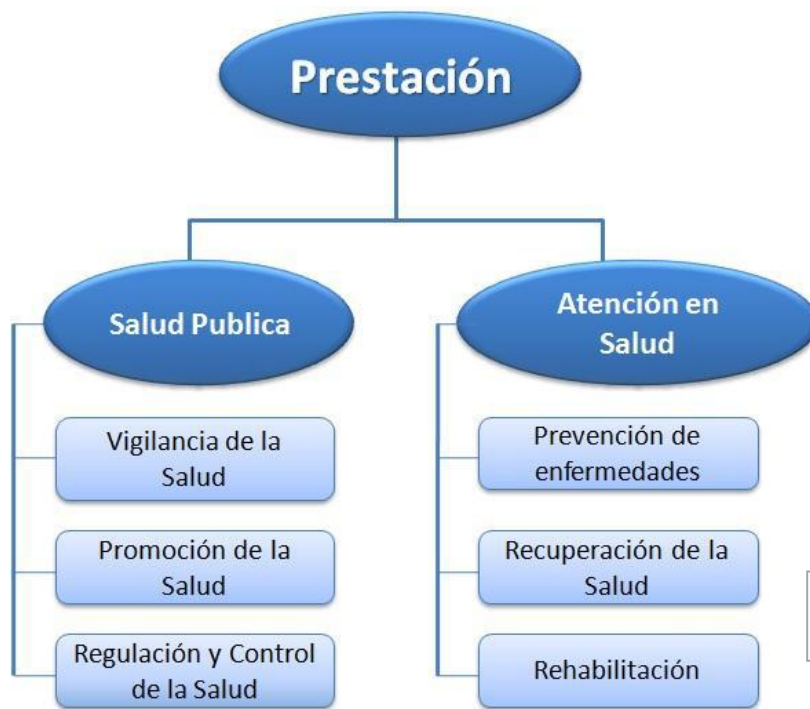 Prestación
Salud Publica
Vigilancia de la
Salud
Promoción de la
Salud
Regulación y Control
de la Salud
Atención en
Salud
Prevención de
enfermedades
Recuperación de la
Salud
Rehabilitación